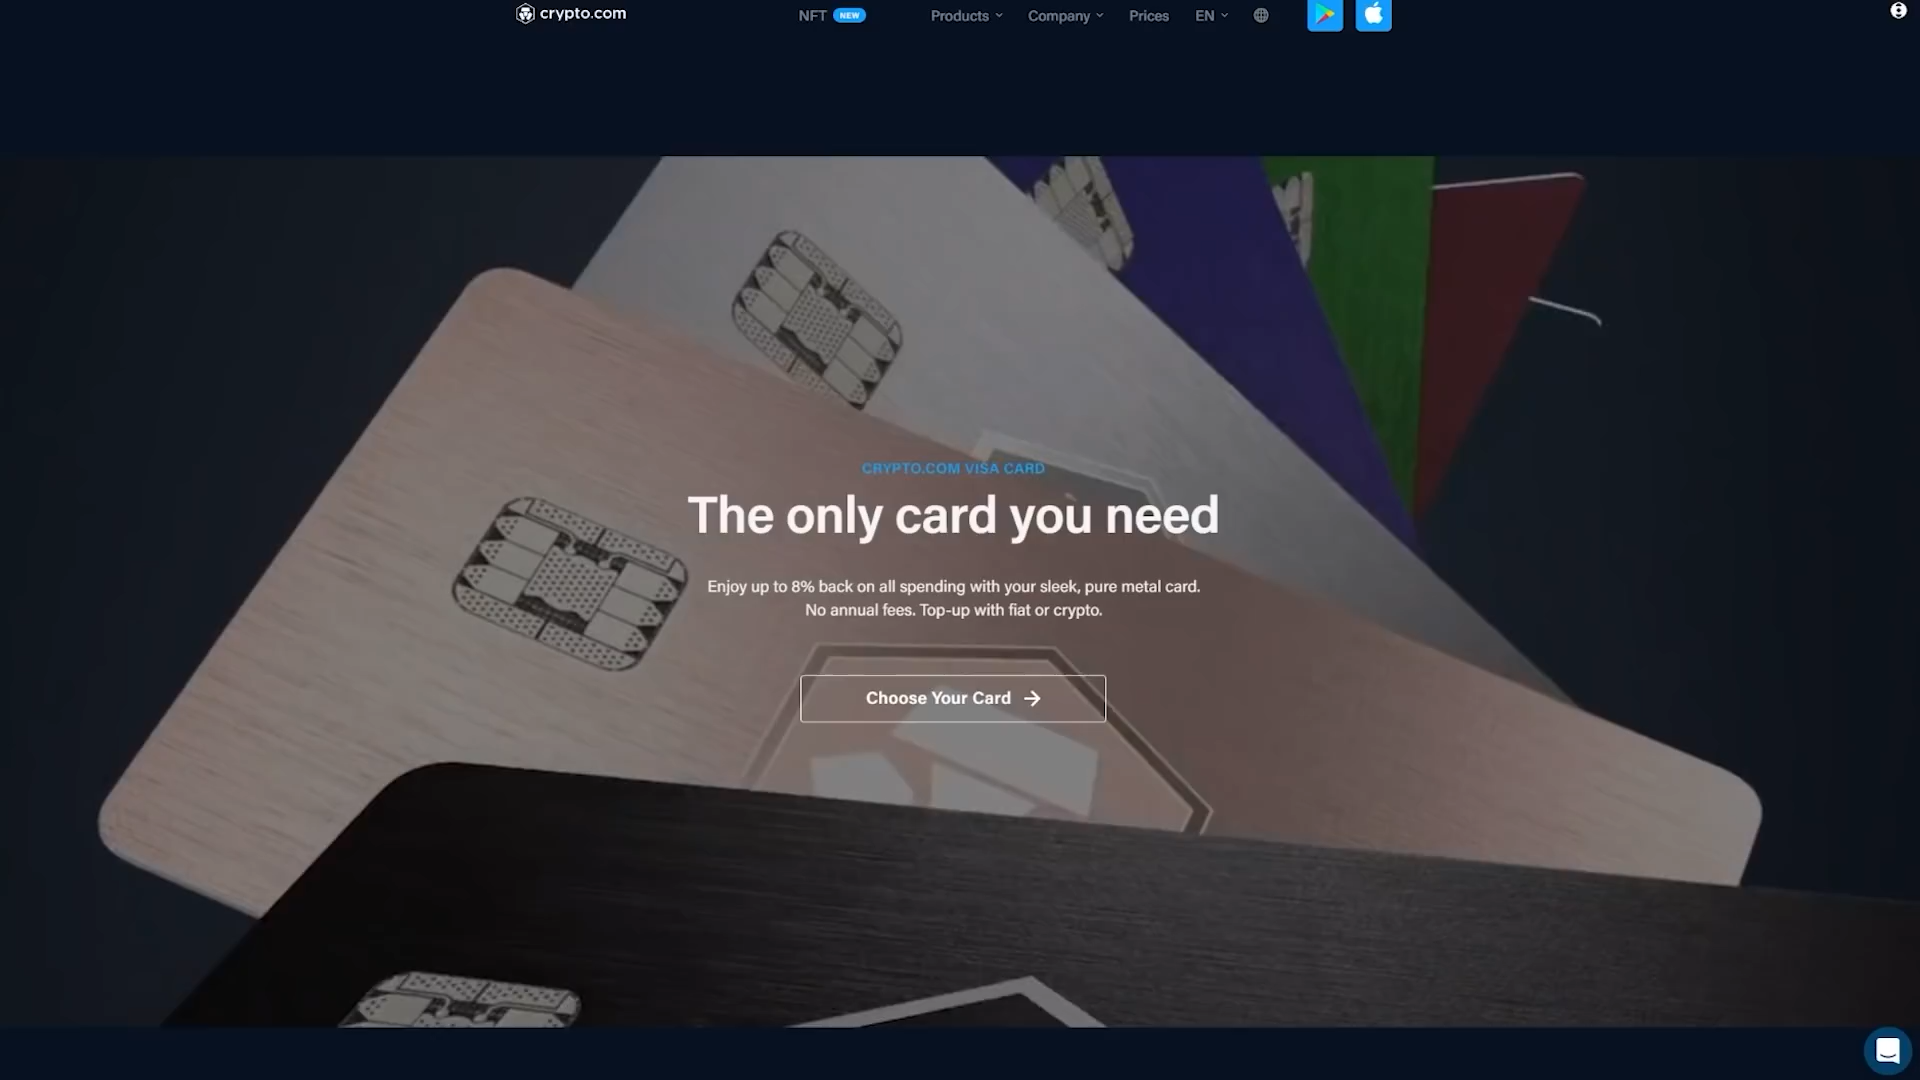 crypto.com
NFT NEW
Products
Company
Prices
EN
CRYPTO.COM VISA CARD
The only card you need
Enjoy up to 8% back on all spending with your sleek, pure metal card.
No annual fees. Top-up with fiat or crypto.
Choose Your Card